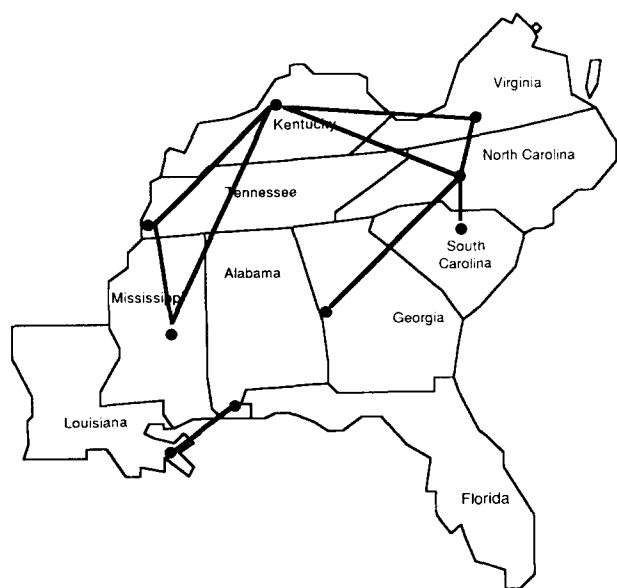 Virginia
Kentucky
North Carolina
Tennessee
South
Carolina
Alabama
Mississippi
Georgia
Louisiana
Florida